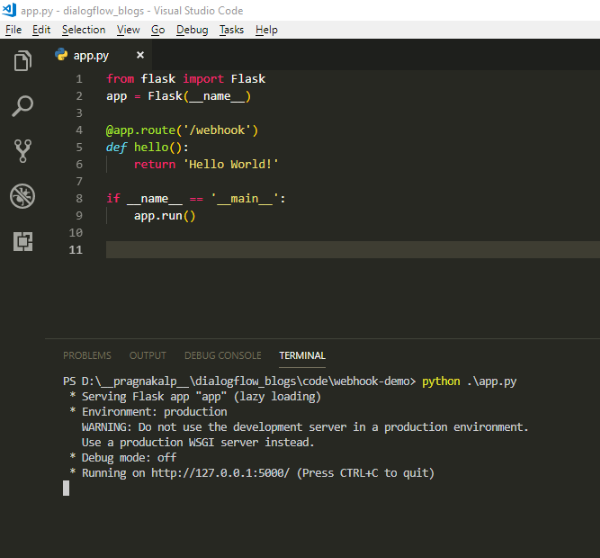 app.py - dialogflow_blogs - Visual Studio Code
File Edit Selection View Go Debug Tasks Help
app.py ×
1 from flask import Flask
2 app = Flask(__name__)
3
4 @app.route('/webhook')
5 def hello():
6     return 'Hello World!'
7
8 if __name__ == '__main__':
9     app.run()
10
11
PROBLEMS OUTPUT DEBUG CONSOLE TERMINAL
PS D:\__pragnakalp__\dialogflow_blogs\code\webhook-demo> python .\app.py
 * Serving Flask app "app" (lazy loading)
 * Environment: production
   WARNING: Do not use the development server in a production environment.
   Use a production WSGI server instead.
 * Debug mode: off
 * Running on http://127.0.0.1:5000/ (Press CTRL+C to quit)